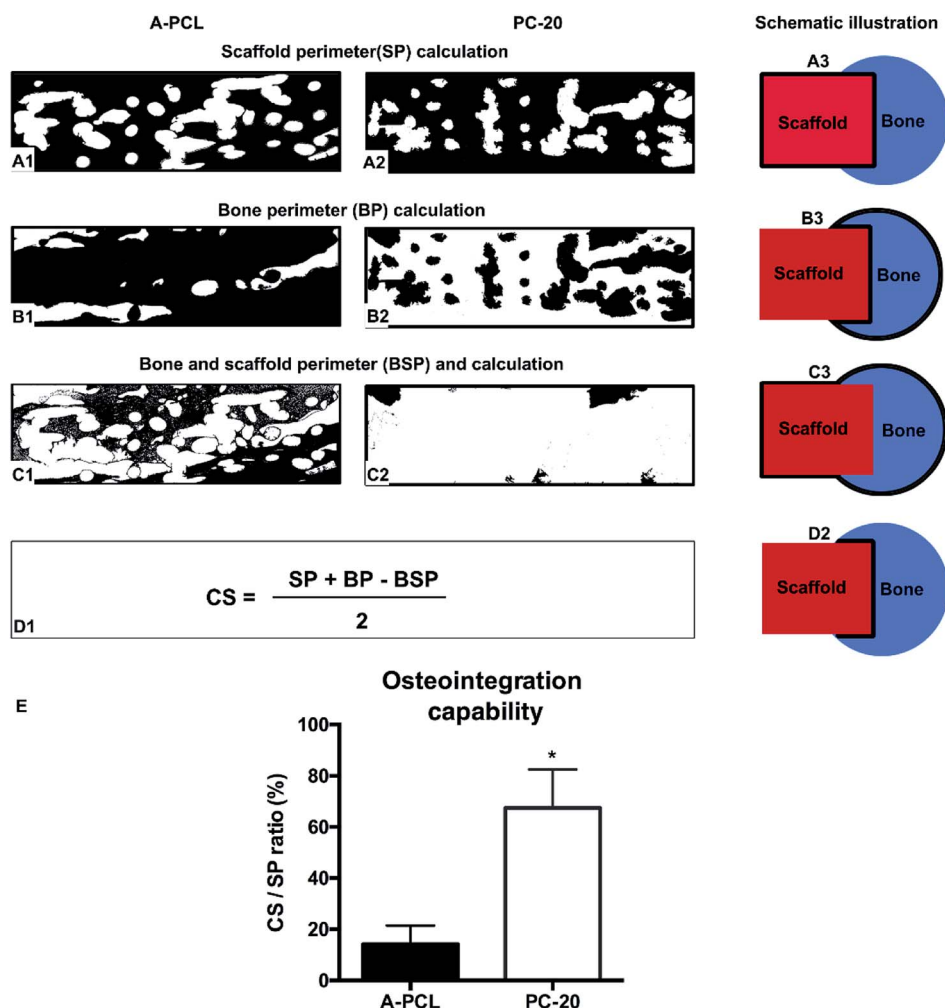 A-PCL
PC-20
Schematic illustration
Scaffold perimeter(SP) calculation
A1
A2
A3
Scaffold
Bone
Bone perimeter (BP) calculation
B1
B2
B3
Scaffold
Bone
Bone and scaffold perimeter (BSP) and calculation
C1
C2
C3
Scaffold
Bone
CS = SP + BP - BSP
2
D1
D2
Scaffold
Bone
E
Osteointegration
capability
CS / SP ratio (%)
100
80
60
40
20
0
*
A-PCL
PC-20